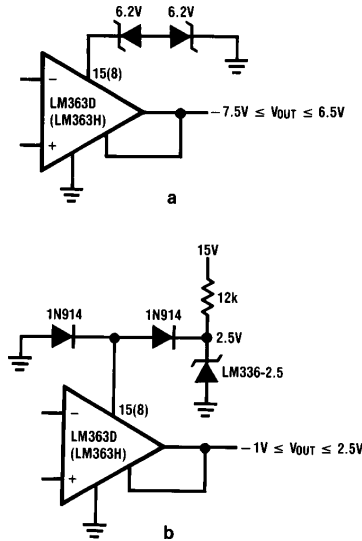 6.2V 6.2V
15(8)
−
LM363D
(LM363H)
+
−7.5V ≤ VOUT ≤ 6.5V
a
15V
12k
1N914 1N914
2.5V
LM336-2.5
15(8)
−
LM363D
(LM363H)
+
−1V ≤ VOUT ≤ 2.5V
b